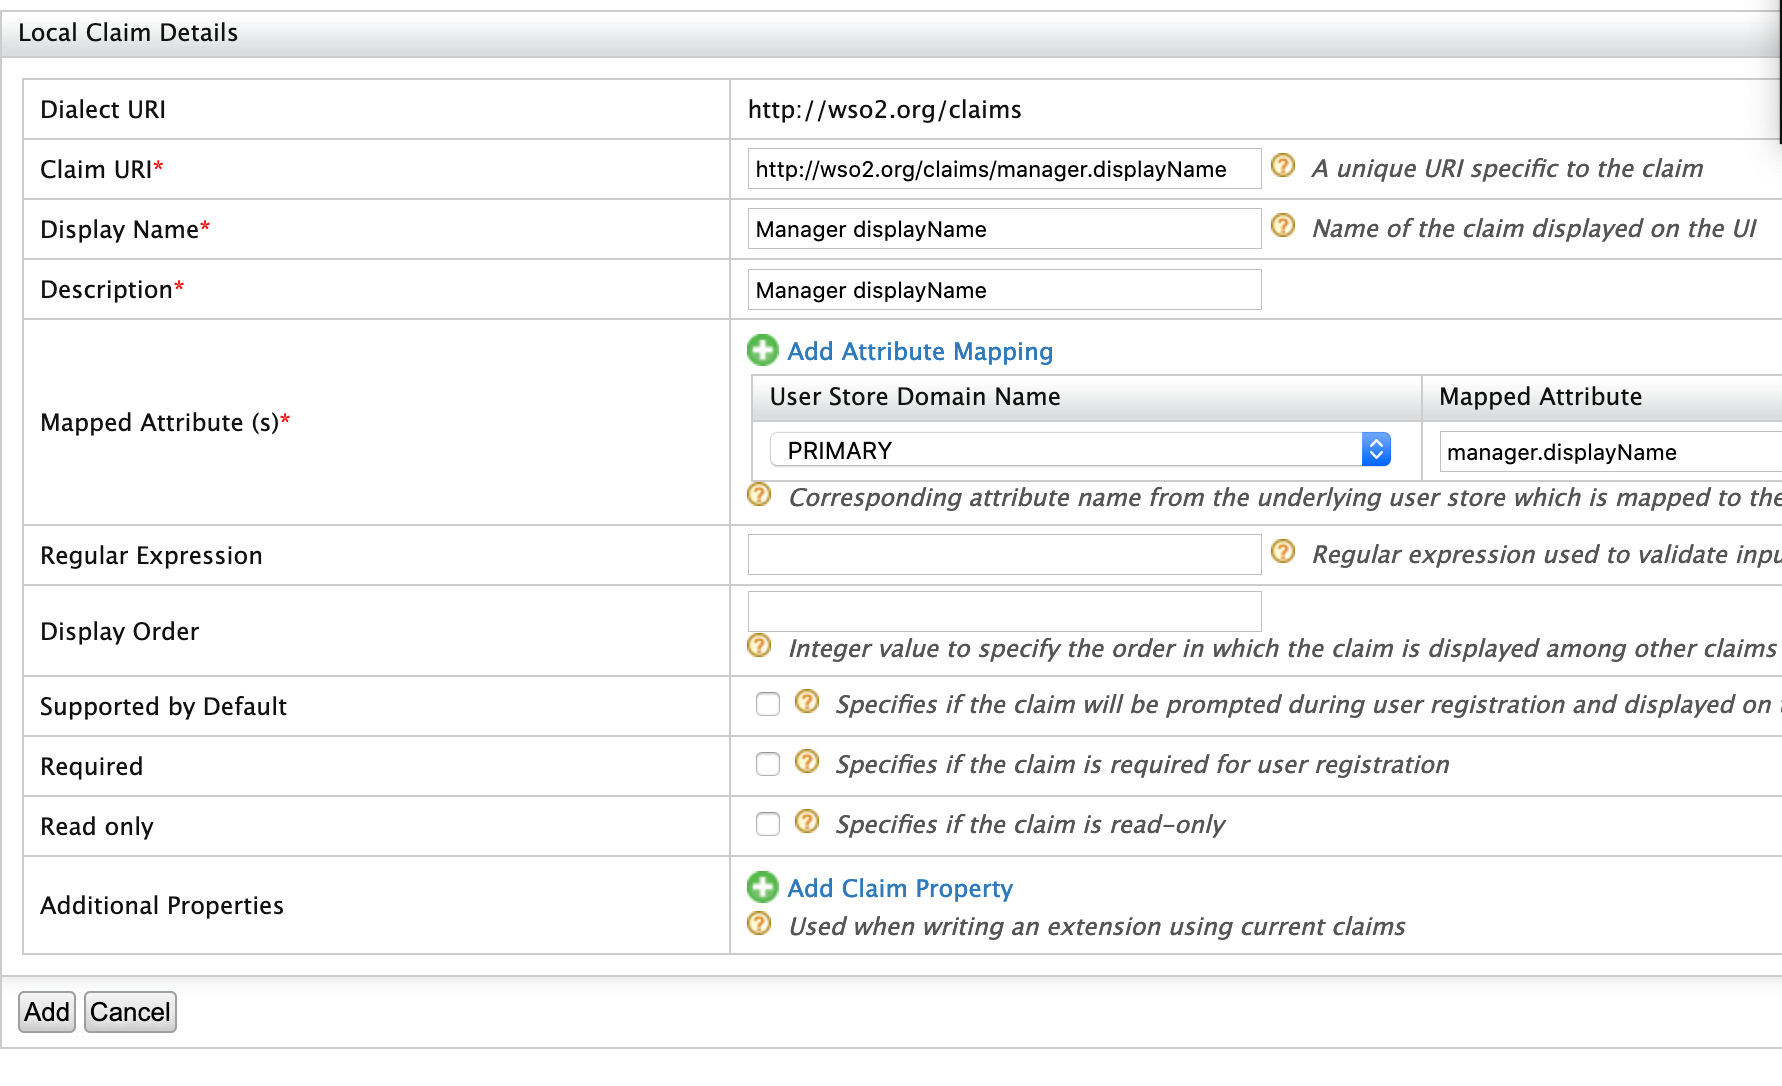 Local Claim Details
Dialect URI
http://wso2.org/claims
Claim URI*
http://wso2.org/claims/manager.displayName
A unique URI specific to the claim
Display Name*
Manager displayName
Name of the claim displayed on the UI
Description*
Manager displayName
Mapped Attribute (s)*
Add Attribute Mapping
User Store Domain Name
Mapped Attribute
PRIMARY
manager.displayName
Corresponding attribute name from the underlying user store which is mapped to the
Regular Expression
Regular expression used to validate inpu
Display Order
Integer value to specify the order in which the claim is displayed among other claims
Supported by Default
Specifies if the claim will be prompted during user registration and displayed on
Required
Specifies if the claim is required for user registration
Read only
Specifies if the claim is read-only
Additional Properties
Add Claim Property
Used when writing an extension using current claims
Add
Cancel